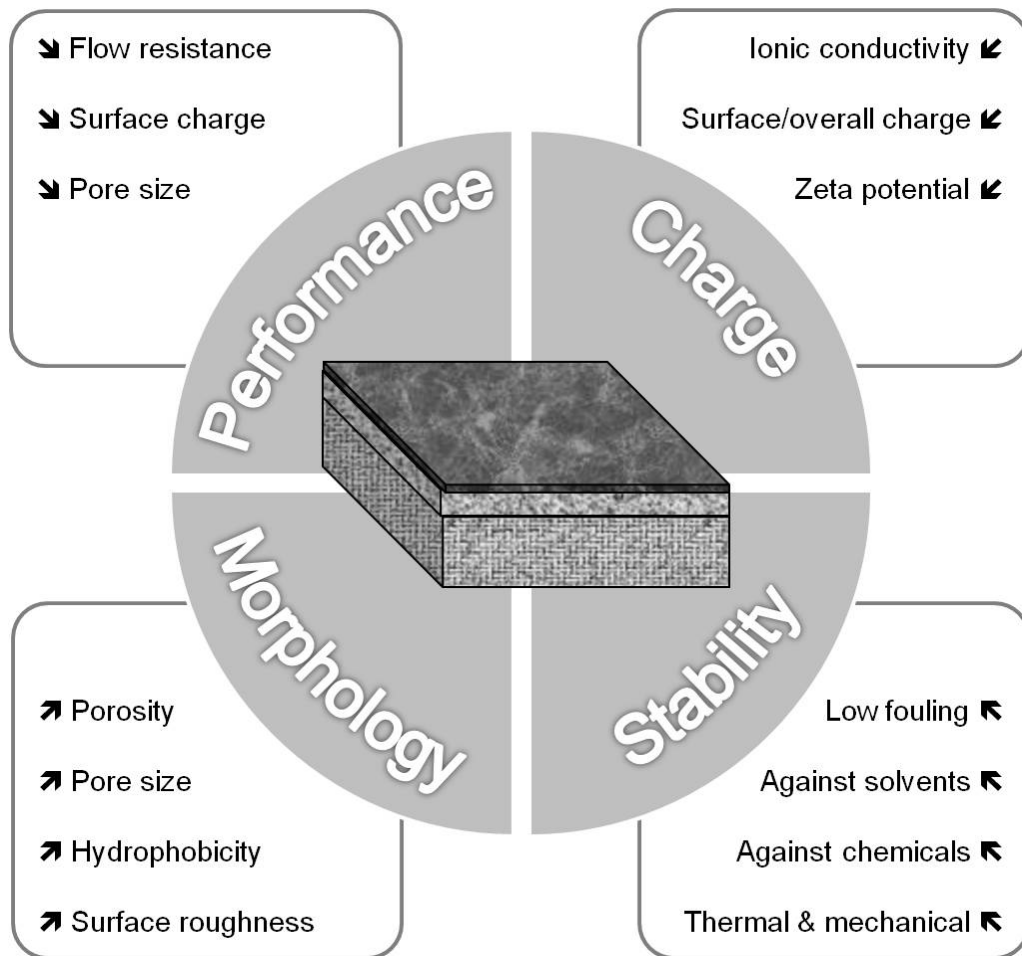 Flow resistance
Surface charge
Pore size
Ionic conductivity
Surface/overall charge
Zeta potential
Performance
Charge
Morphology
Stability
Porosity
Pore size
Hydrophobicity
Surface roughness
Low fouling
Against solvents
Against chemicals
Thermal & mechanical